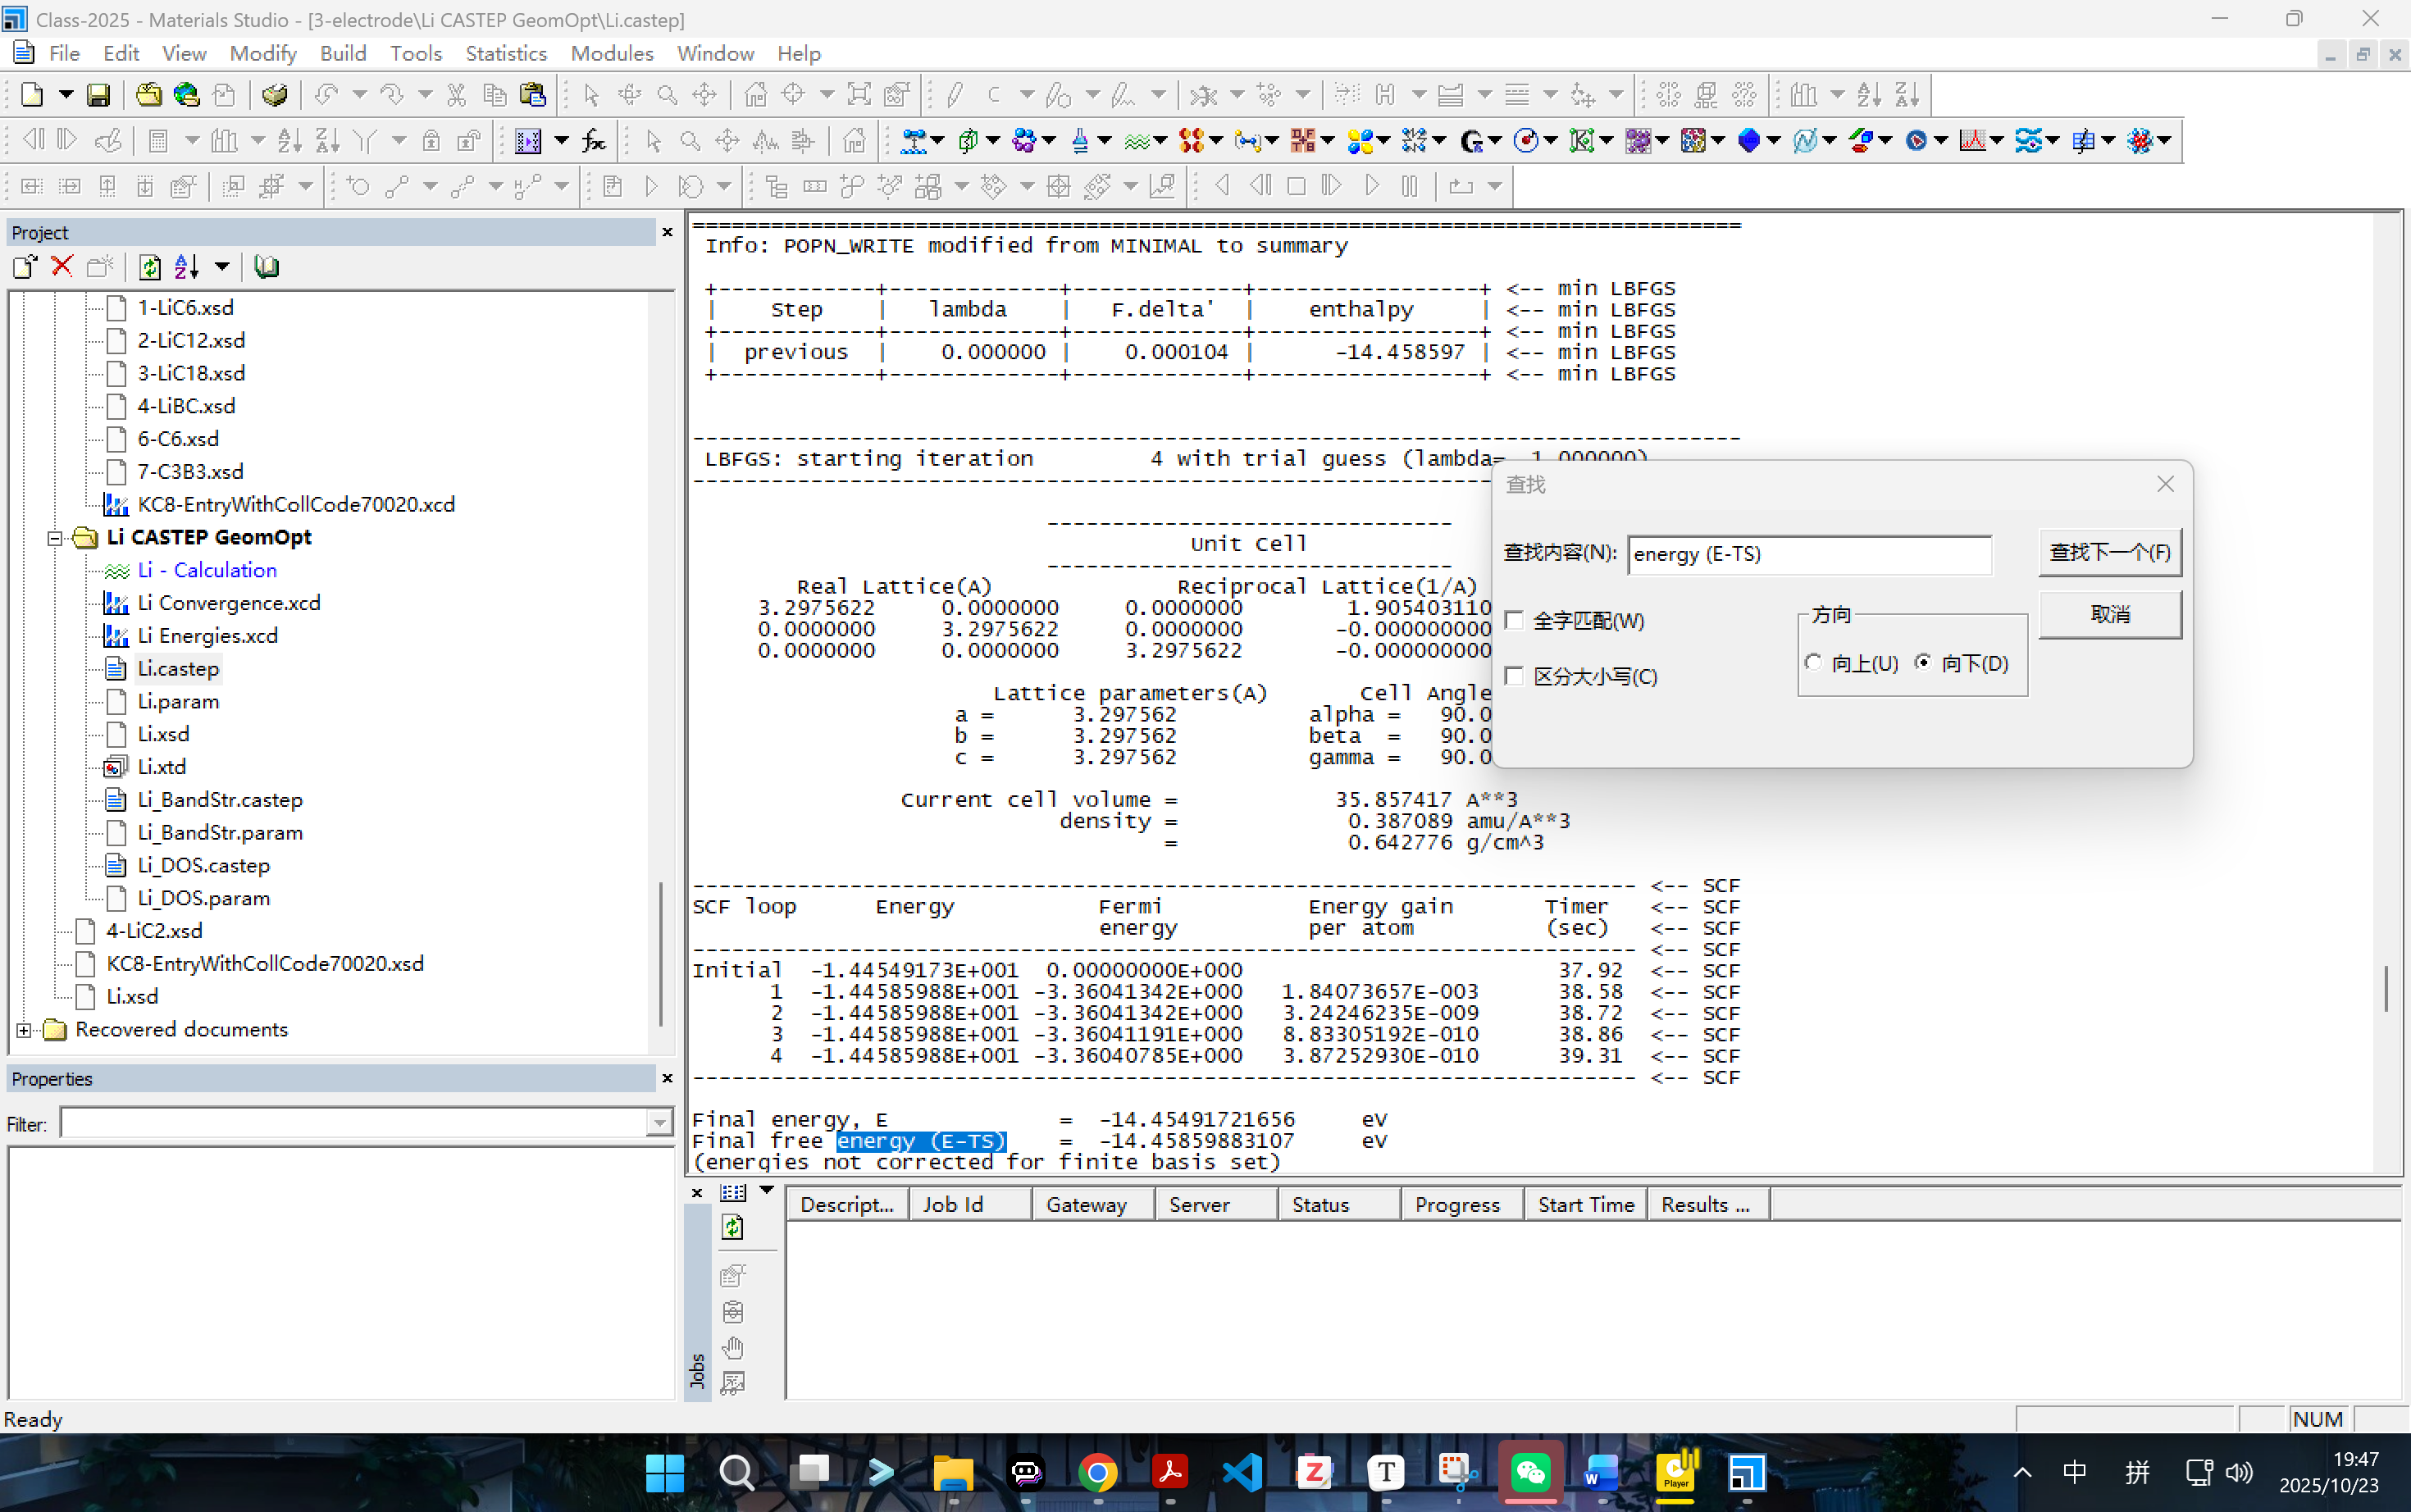 Class-2025 - Materials Studio - [3-electrode\Li CASTEP GeomOpt\Li.castep]
File Edit View Modify Build Tools Statistics Modules Window Help
Project
1-LiC6.xsd
2-LiC12.xsd
3-LiC18.xsd
4-LiBC.xsd
6-C6.xsd
7-C3B3.xsd
KC8-EntryWithCollCode70020.xcd
Li CASTEP GeomOpt
Li - Calculation
Li Convergence.xcd
Li Energies.xcd
Li.castep
Li.param
Li.xsd
Li.xtd
Li_BandStr.castep
Li_BandStr.param
Li_DOS.castep
Li_DOS.param
4-LiC2.xsd
KC8-EntryWithCollCode70020.xsd
Li.xsd
Recovered documents
Properties
Filter:
================================================================================
Info: POPN_WRITE modified from MINIMAL to summary
+-------------+-------------+-------------+-----------------+ <-- min LBFGS
| Step | lambda | F.delta' | enthalpy | <-- min LBFGS
+-------------+-------------+-------------+-----------------+ <-- min LBFGS
| previous | 0.000000 | 0.000104 | -14.458597 | <-- min LBFGS
+-------------+-------------+-------------+-----------------+ <-- min LBFGS
--------------------------------------------------------------------------------
LBFGS: starting iteration 4 with trial guess (lambda= 1.000000)
--------------------------------------------------------------------------------
-------------------------------
Unit Cell
-------------------------------
Real Lattice(A) Reciprocal Lattice(1/A)
3.2975622 0.0000000 0.0000000 1.905403110
0.0000000 3.2975622 0.0000000 -0.000000000
0.0000000 0.0000000 3.2975622 -0.000000000
Lattice parameters(A) Cell Angle
a = 3.297562 alpha = 90.0
b = 3.297562 beta = 90.0
c = 3.297562 gamma = 90.0
Current cell volume = 35.857417 A**3
density = 0.387089 amu/A**3
= 0.642776 g/cm^3
------------------------------------------------------------------------ <-- SCF
SCF loop Energy Fermi Energy gain Timer <-- SCF
energy per atom (sec) <-- SCF
------------------------------------------------------------------------ <-- SCF
Initial -1.44549173E+001 0.00000000E+000 37.92 <-- SCF
1 -1.44585988E+001 -3.36041342E+000 1.84073657E-003 38.58 <-- SCF
2 -1.44585988E+001 -3.36041342E+000 3.24246235E-009 38.72 <-- SCF
3 -1.44585988E+001 -3.36041191E+000 8.83305192E-010 38.86 <-- SCF
4 -1.44585988E+001 -3.36040785E+000 3.87252930E-010 39.31 <-- SCF
------------------------------------------------------------------------ <-- SCF
Final energy, E = -14.45491721656 eV
Final free energy (E-TS) = -14.45859883107 eV
(energies not corrected for finite basis set)
查找
查找内容(N): energy (E-TS) 查找下一个(F)
全字匹配(W)
区分大小写(C)
方向
向上(U) 向下(D)
取消
Jobs
Descript... Job Id Gateway Server Status Progress Start Time Results ...
Ready
NUM
Player
中 拼
19:47
2025/10/23